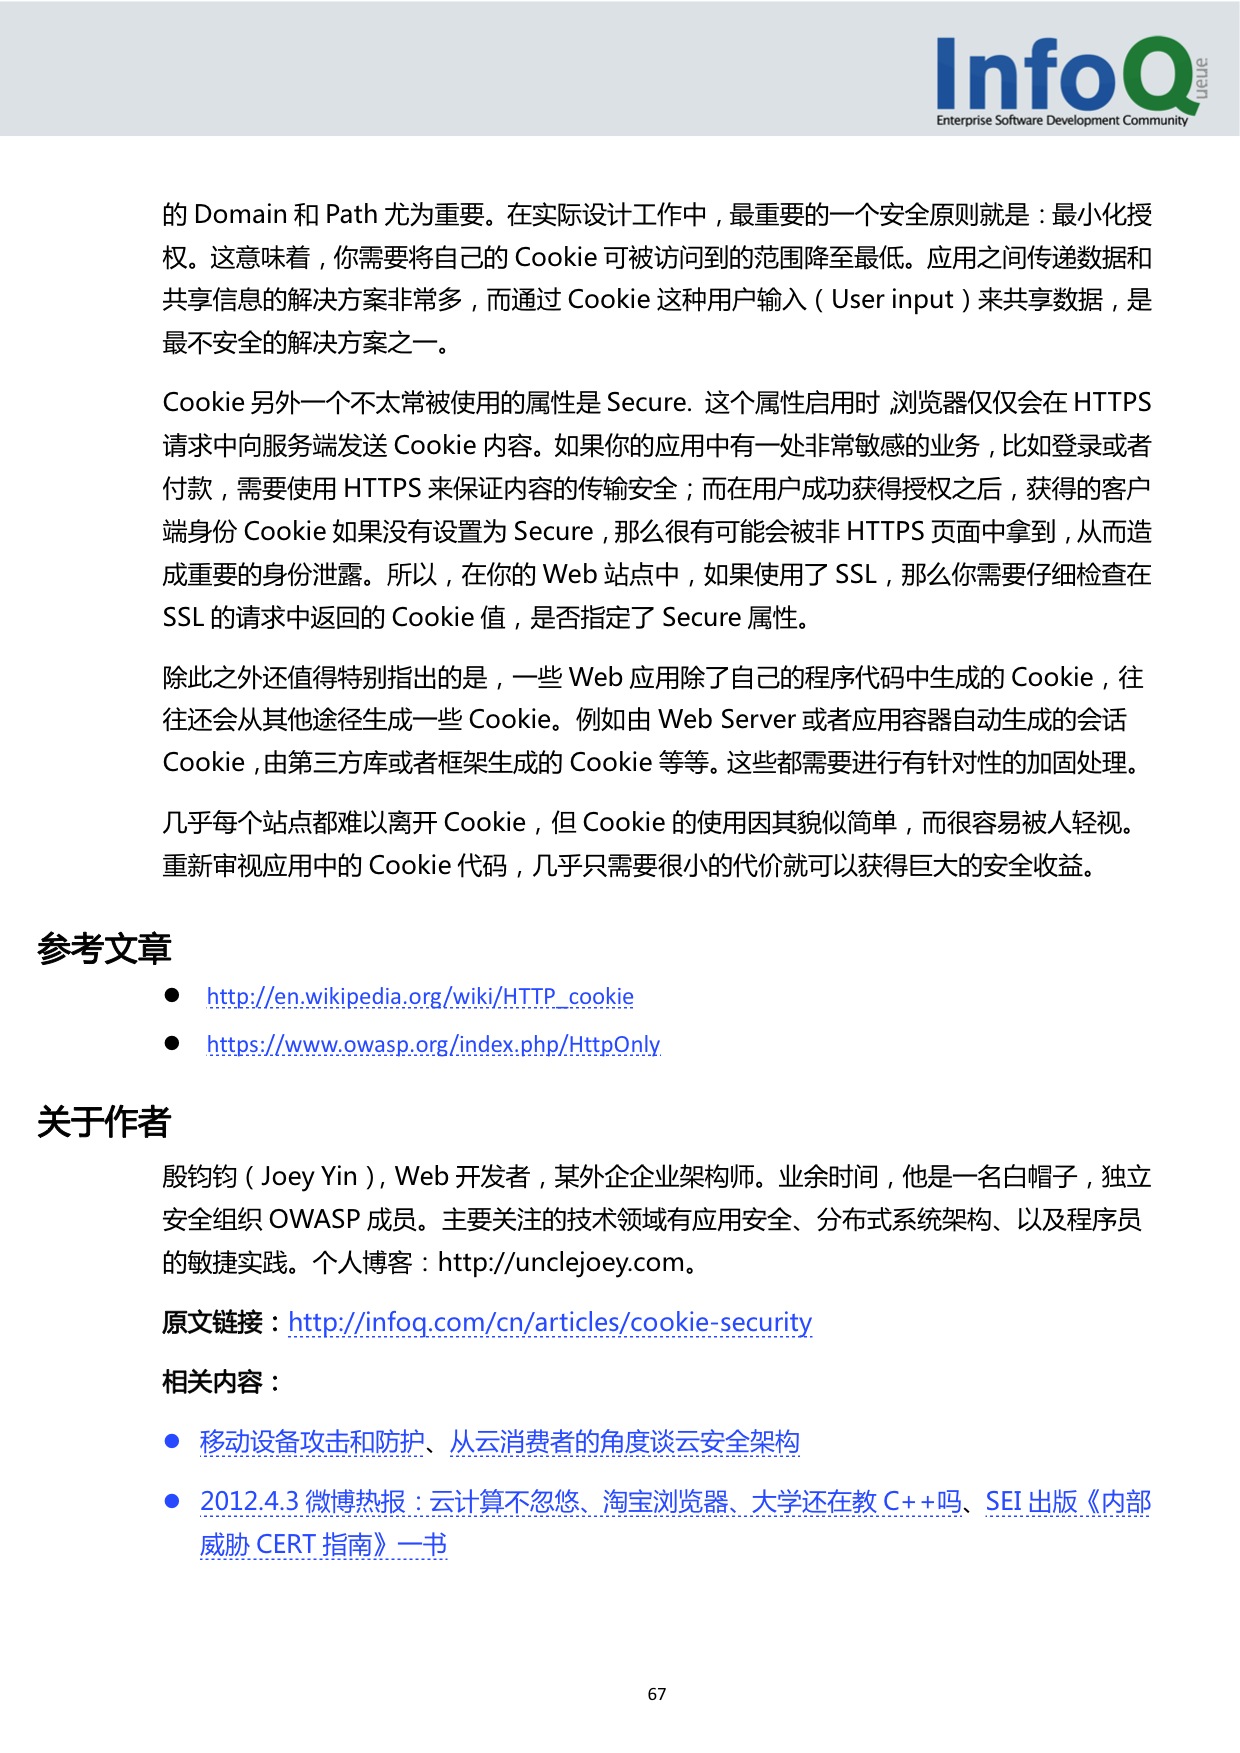 InfoQ
ueue
Enterprise Software Development Community
的 Domain 和 Path 尤为重要。在实际设计工作中，最重要的一个安全原则就是：最小化授
权。这意味着，你需要将自己的 Cookie 可被访问到的范围降至最低。应用之间传递数据和
共享信息的解决方案非常多，而通过 Cookie 这种用户输入（User input）来共享数据，是
最不安全的解决方案之一。
Cookie 另外一个不太常被使用的属性是 Secure. 这个属性启用时，浏览器仅仅会在 HTTPS
请求中向服务端发送 Cookie 内容。如果你的应用中有一处非常敏感的业务，比如登录或者
付款，需要使用 HTTPS 来保证内容的传输安全；而在用户成功获得授权之后，获得的客户
端身份 Cookie 如果没有设置为 Secure，那么很有可能会被非 HTTPS 页面中拿到，从而造
成重要的身份泄露。所以，在你的 Web 站点中，如果使用了 SSL，那么你需要仔细检查在
SSL 的请求中返回的 Cookie 值，是否指定了 Secure 属性。
除此之外还值得特别指出的是，一些 Web 应用除了自己的程序代码中生成的 Cookie，往
往还会从其他途径生成一些 Cookie。例如由 Web Server 或者应用容器自动生成的会话
Cookie，由第三方库或者框架生成的 Cookie 等等。这些都需要进行有针对性的加固处理。
几乎每个站点都难以离开 Cookie，但 Cookie 的使用因其貌似简单，而很容易被人轻视。
重新审视应用中的 Cookie 代码，几乎只需要很小的代价就可以获得巨大的安全收益。
参考文章
● http://en.wikipedia.org/wiki/HTTP_cookie
● https://www.owasp.org/index.php/HttpOnly
关于作者
殷钧钧（Joey Yin），Web 开发者，某外企企业架构师。业余时间，他是一名白帽子，独立
安全组织 OWASP 成员。主要关注的技术领域有应用安全、分布式系统架构、以及程序员
的敏捷实践。个人博客：http://unclejoey.com。
原文链接：http://infoq.com/cn/articles/cookie-security
相关内容：
● 移动设备攻击和防护、从云消费者的角度谈云安全架构
● 2012.4.3 微博热报：云计算不忽悠、淘宝浏览器、大学还在教 C++吗、SEI 出版《内部
威胁 CERT 指南》一书
67